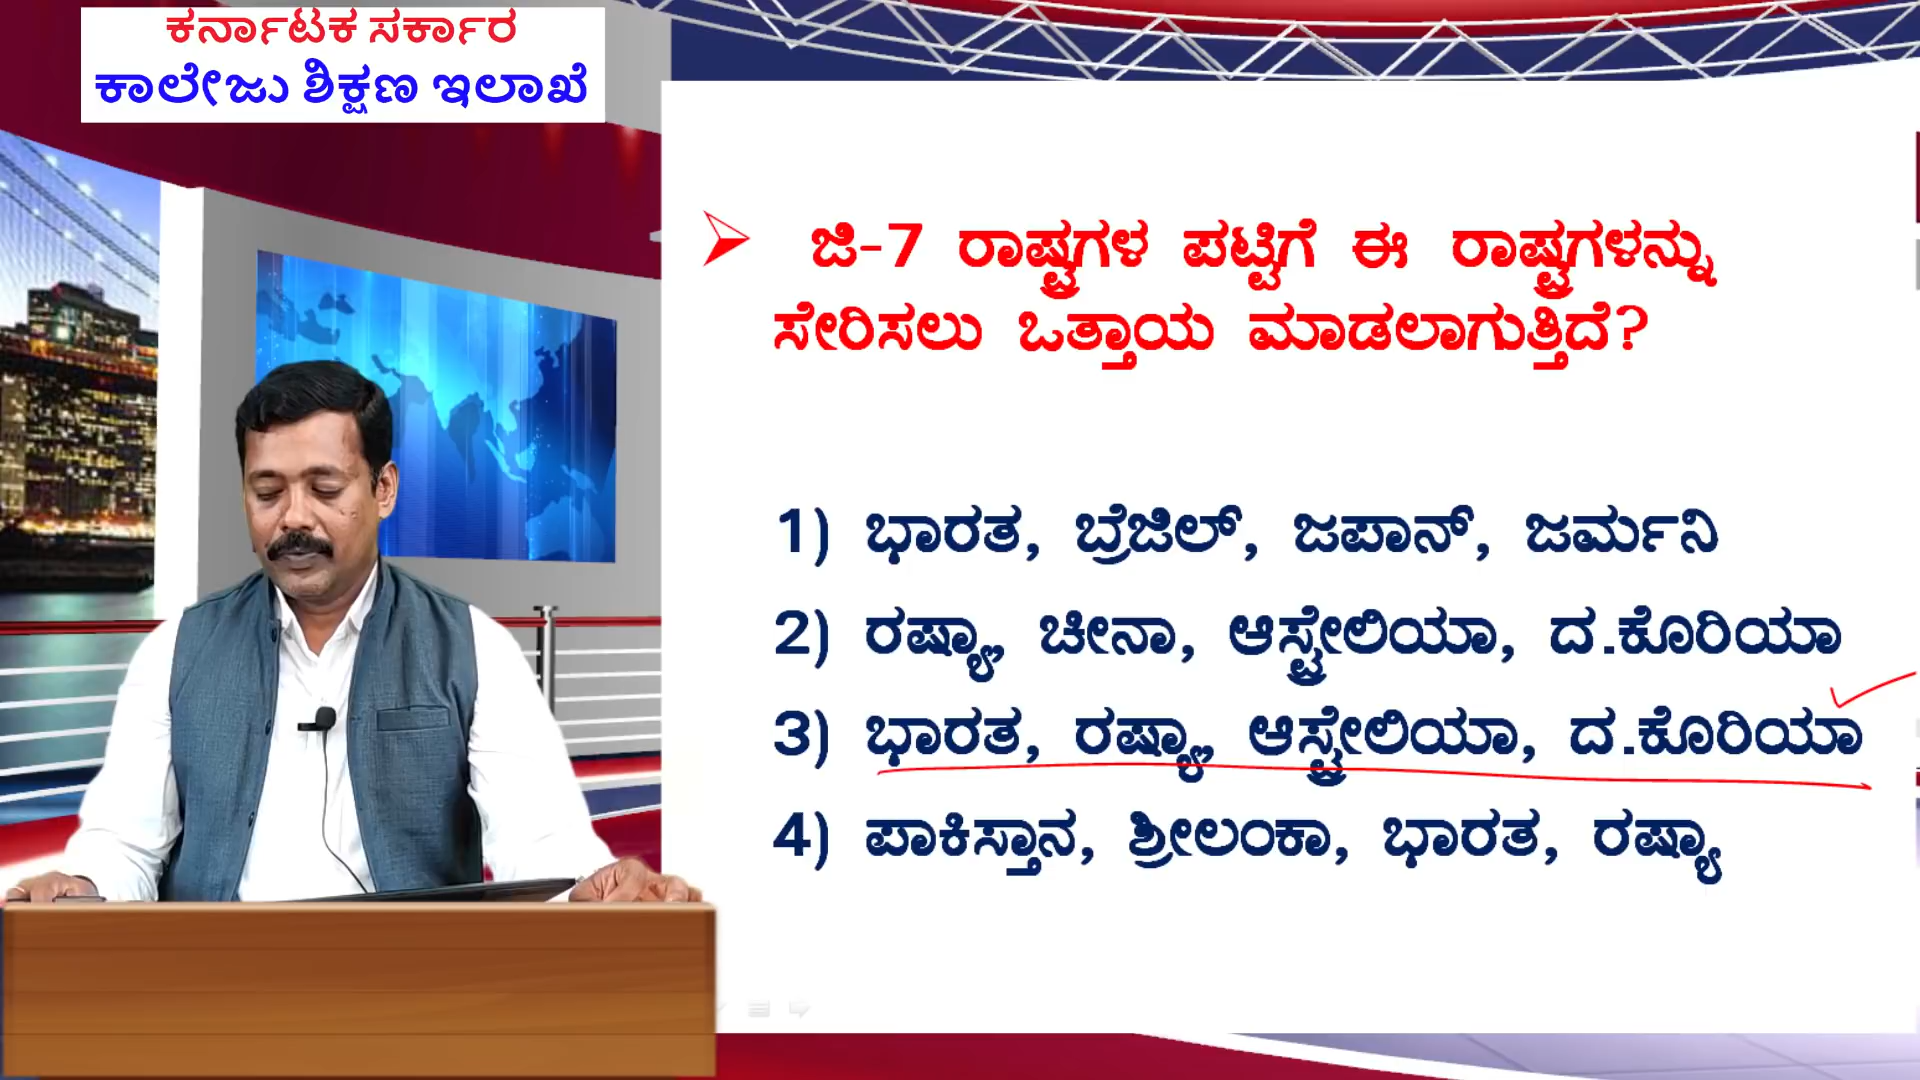 ಕರ್ನಾಟಕ ಸರ್ಕಾರ
ಕಾಲೇಜು ಶಿಕ್ಷಣ ಇಲಾಖೆ
ಜಿ-7 ರಾಷ್ಟ್ರಗಳ ಪಟ್ಟಿಗೆ ಈ ರಾಷ್ಟ್ರಗಳನ್ನು
ಸೇರಿಸಲು ಒತ್ತಾಯ ಮಾಡಲಾಗುತ್ತಿದೆ?
1) ಭಾರತ, ಬ್ರೆಜಿಲ್, ಜಪಾನ್, ಜರ್ಮನಿ
2) ರಷ್ಯಾ, ಚೀನಾ, ಆಸ್ಟ್ರೇಲಿಯಾ, ದ.ಕೊರಿಯಾ
3) ಭಾರತ, ರಷ್ಯಾ, ಆಸ್ಟ್ರೇಲಿಯಾ, ದ.ಕೊರಿಯಾ
4) ಪಾಕಿಸ್ತಾನ, ಶ್ರೀಲಂಕಾ, ಭಾರತ, ರಷ್ಯಾ